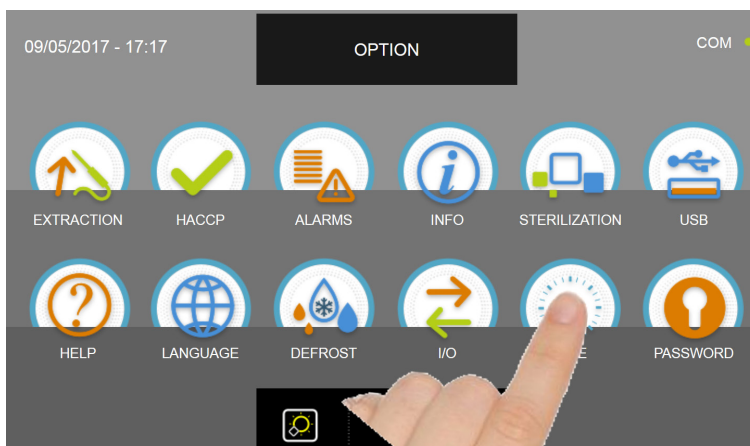 09/05/2017 - 17:17
OPTION
COM
EXTRACTION
HACCP
ALARMS
INFO
STERILIZATION
USB
HELP
LANGUAGE
DEFROST
I/O
E
PASSWORD